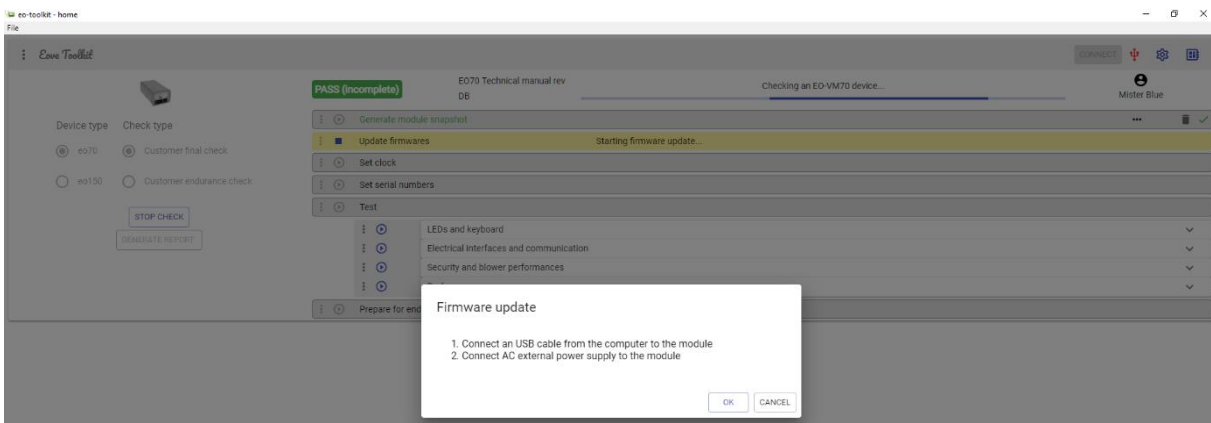 eo-toolkit - home
File
Eove Toolkit
CONNECT
PASS (incomplete)
EO70 Technical manual rev
DB
Checking an EO-VM70 device...
Mister Blue
Device type
Check type
eo70
Customer final check
eo150
Customer endurance check
STOP CHECK
GENERATE REPORT
Generate module snapshot
Update firmwares
Starting firmware update...
Set clock
Set serial numbers
Test
LEDs and keyboard
Electrical interfaces and communication
Security and blower performances
Prepare for end
Firmware update
1. Connect an USB cable from the computer to the module
2. Connect AC external power supply to the module
OK
CANCEL